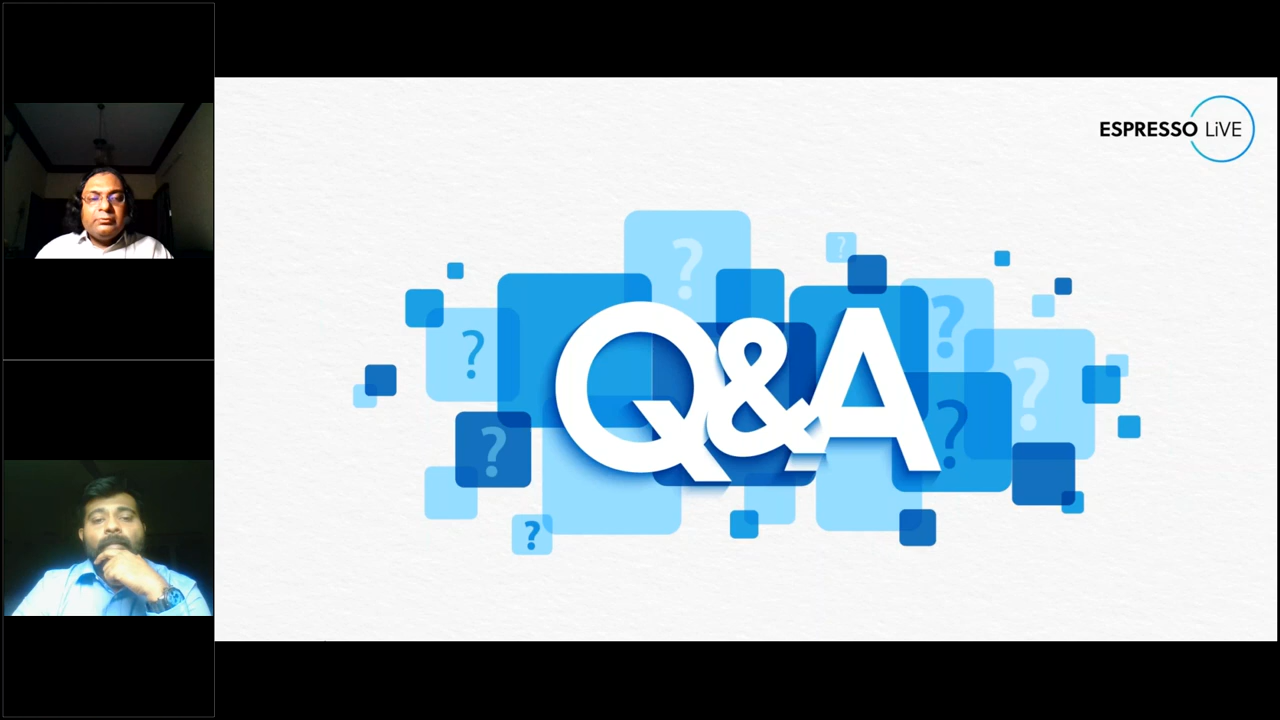 ESPRESSO LiVE
? ?
? ? ?
Q&A
? ?
?